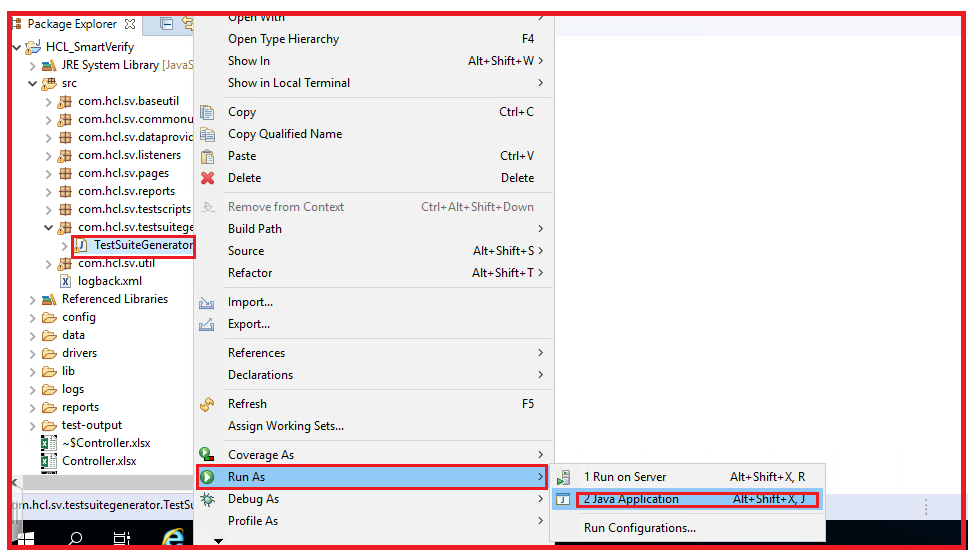 Package Explorer
HCL_SmartVerify
JRE System Library [JavaS
src
com.hcl.sv.baseutil
com.hcl.sv.commonu
com.hcl.sv.dataprovid
com.hcl.sv.listeners
com.hcl.sv.pages
com.hcl.sv.reports
com.hcl.sv.testscripts
com.hcl.sv.testsuitege
TestSuiteGenerator
com.hcl.sv.util
logback.xml
Referenced Libraries
config
data
drivers
lib
logs
reports
test-output
~$Controller.xlsx
Controller.xlsx
om.hcl.sv.testsuitegenerator.TestSu
Open With
Open Type Hierarchy F4
Show In Alt+Shift+W
Show in Local Terminal
Copy Ctrl+C
Copy Qualified Name
Paste Ctrl+V
Delete Delete
Remove from Context Ctrl+Alt+Shift+Down
Build Path
Source Alt+Shift+S
Refactor Alt+Shift+T
Import...
Export...
References
Declarations
Refresh F5
Assign Working Sets...
Coverage As
Run As
Debug As
Profile As
1 Run on Server Alt+Shift+X, R
2 Java Application Alt+Shift+X, J
Run Configurations...